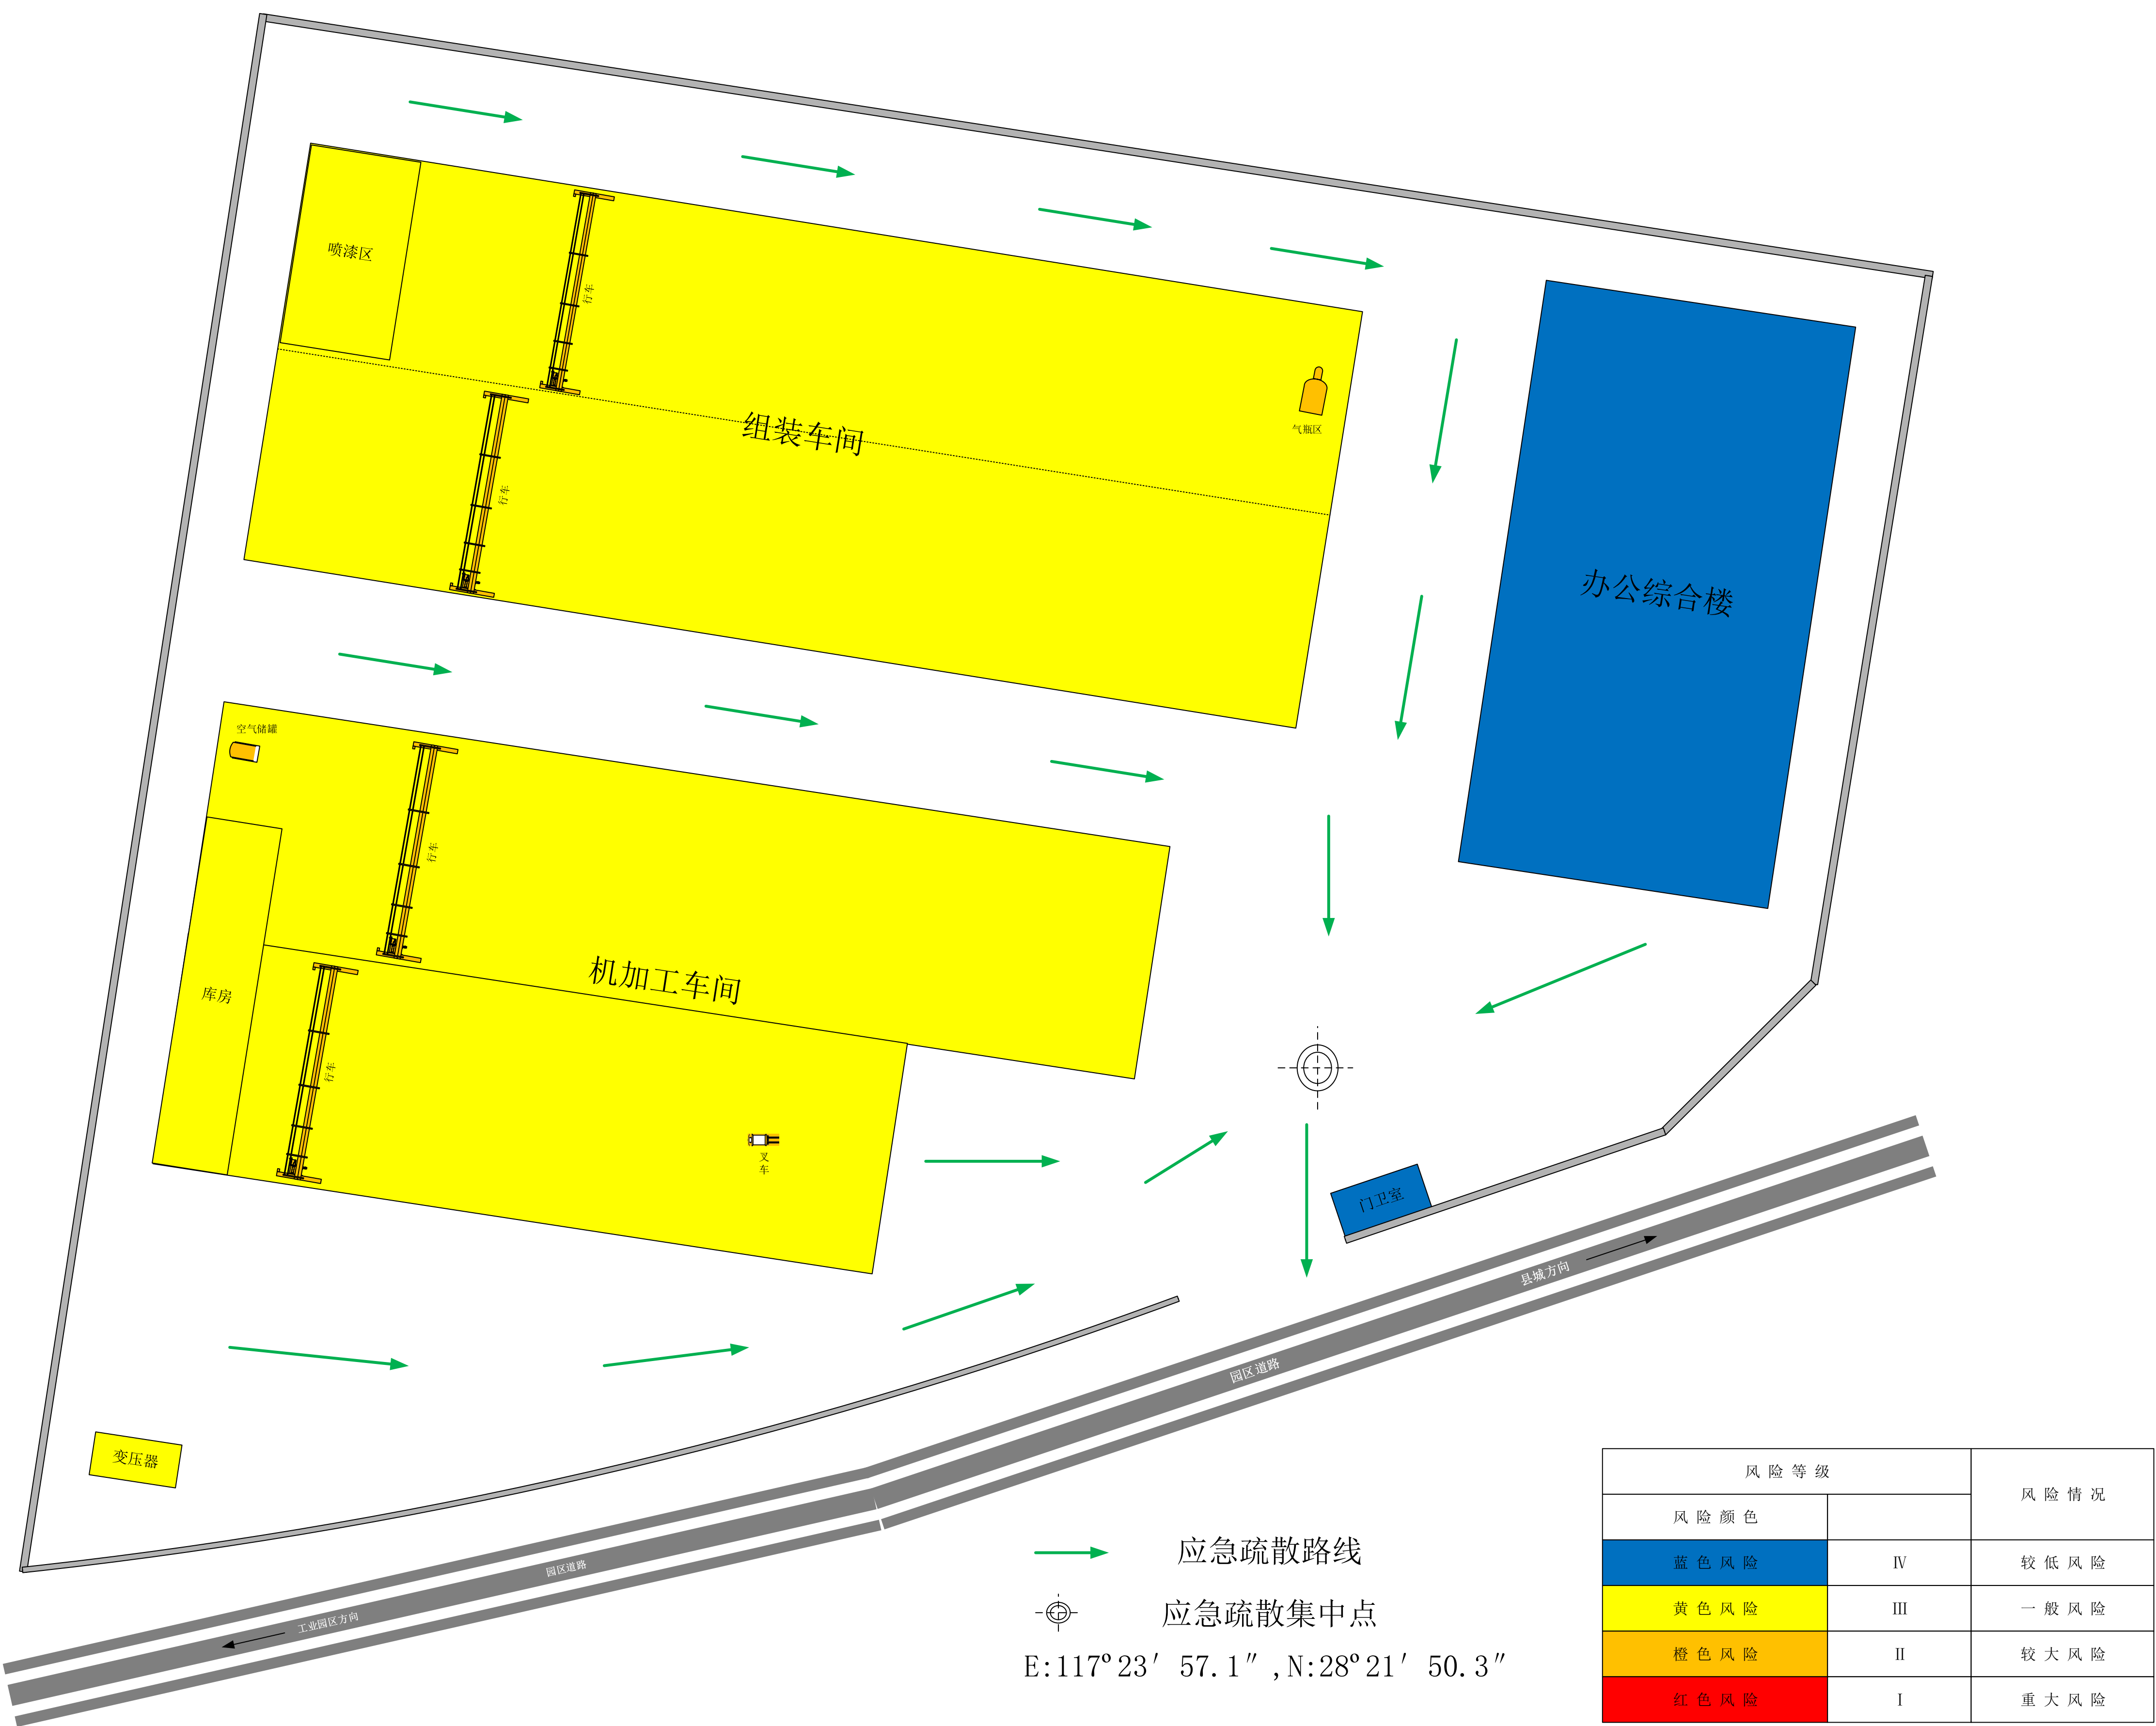 喷漆区
行车
气瓶区
组装车间
行车
办公综合楼
空气储罐
行车
机加工车间
库房
行车
叉车
门卫室
县城方向
园区道路
变压器
园区道路
工业园区方向
应急疏散路线
应急疏散集中点
E:117º23′57.1″,N:28º21′50.3″
风险等级 风险情况
风险颜色
蓝色风险 IV 较低风险
黄色风险 III 一般风险
橙色风险 II 较大风险
红色风险 I 重大风险